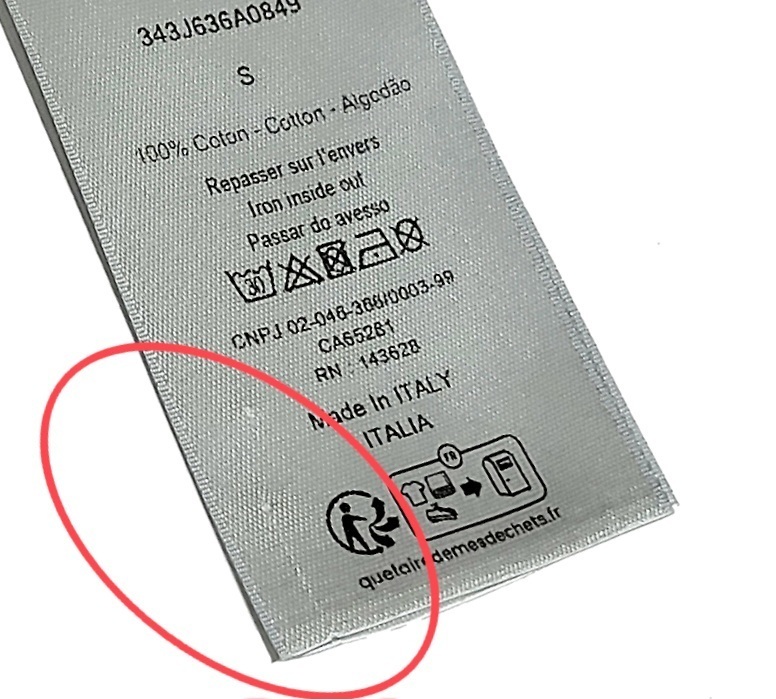 343J636A0849
S
100% Coton - Cotton - Algodão
Repasser sur l'envers
Iron inside out
Passar do avesso
30
CNPJ 02-046-386/0003-99
CA65281
RN : 143628
Made In ITALY
ITALIA
FR
quefairedemesdechets.fr